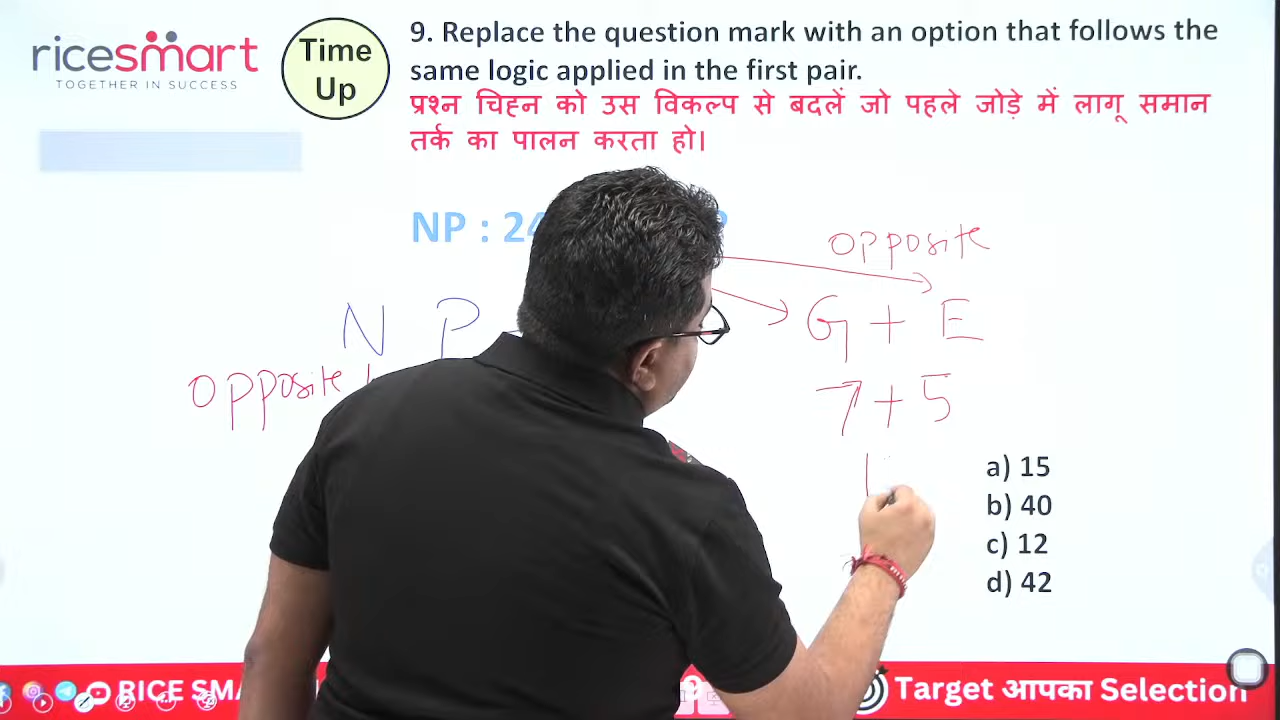 ricesmart
TOGETHER IN SUCCESS
Time
Up
9. Replace the question mark with an option that follows the
same logic applied in the first pair.
प्रश्न चिह्न को उस विकल्प से बदलें जो पहले जोड़े में लागू समान
तर्क का पालन करता हो।
NP : 24
opposite
N P
G + E
opposite
7 + 5
a) 15
b) 40
c) 12
d) 42
RICE SMA
Target आपका Selection